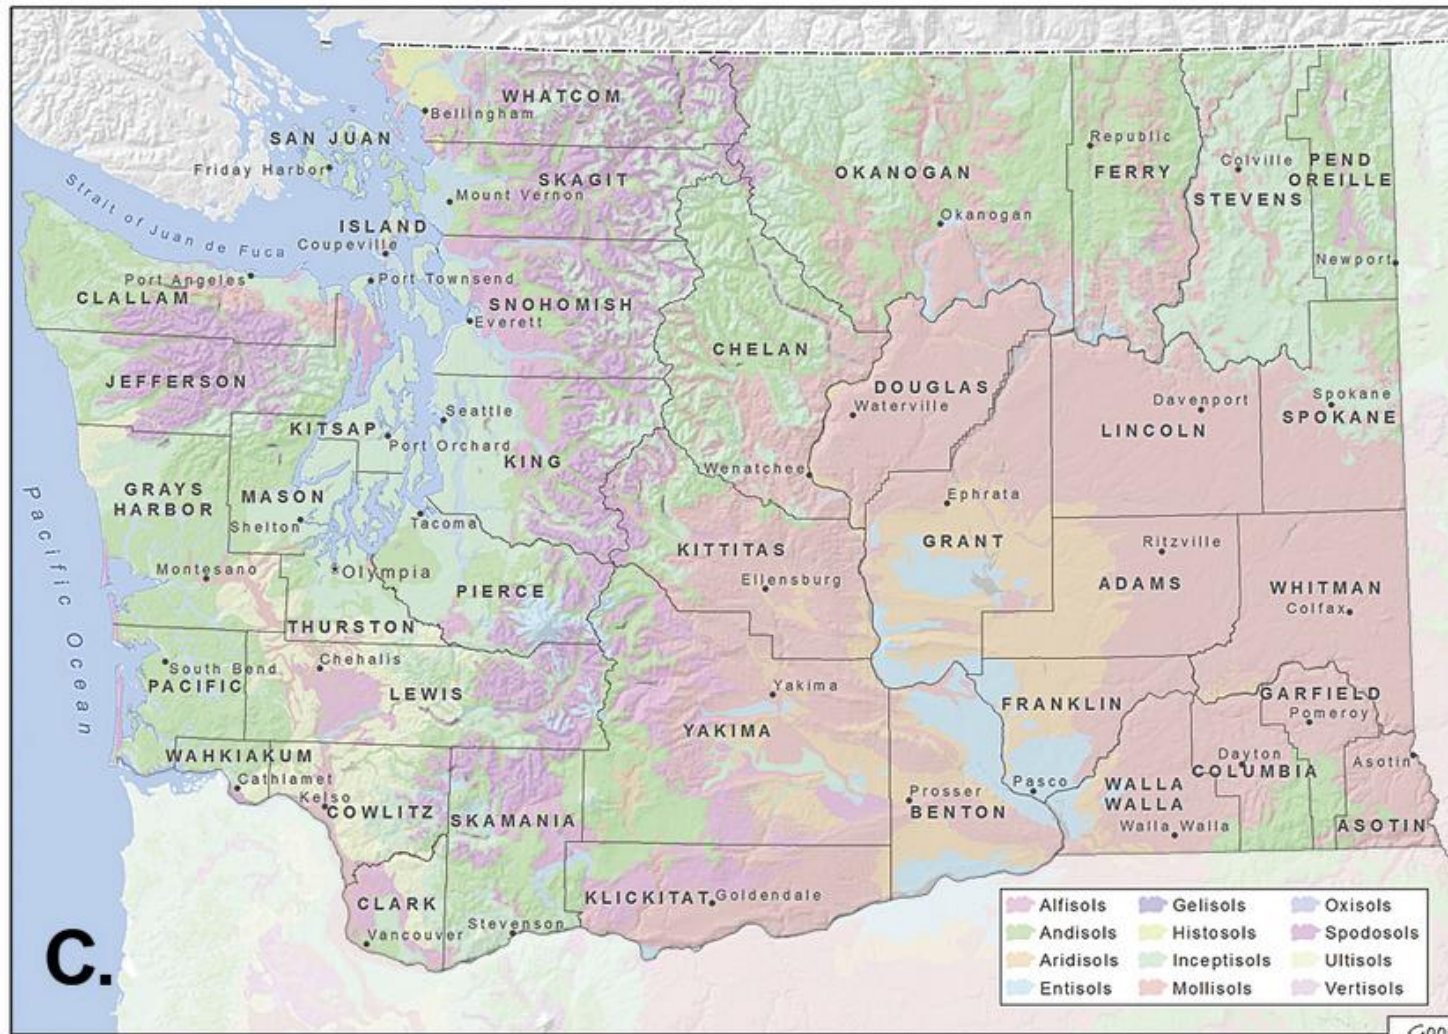 WHATCOM
Bellingham
SAN JUAN
Friday Harbor
SKAGIT
Mount Vernon
OKANOGAN
Okanogan
Republic
FERRY
Colville
STEVENS
PEND
OREILLE
Newport
Strait of Juan de Fuca
ISLAND
Coupeville
Port Angeles
Port Townsend
CLALLAM
SNOHOMISH
Everett
CHELAN
JEFFERSON
DOUGLAS
Waterville
Davenport
LINCOLN
Spokane
SPOKANE
Seattle
KITSAP
Port Orchard
KING
Wenatchee
Pacific Ocean
GRAYS
HARBOR
MASON
Shelton
Tacoma
Ephrata
GRANT
KITTITAS
Ellensburg
Ritzville
ADAMS
WHITMAN
Colfax
Montesano
Olympia
PIERCE
THURSTON
Chehalis
South Bend
PACIFIC
LEWIS
Yakima
YAKIMA
FRANKLIN
GARFIELD
Pomeroy
WAHKIAKUM
Cathlamet
Kelso
COWLITZ
SKAMANIA
Prosser
BENTON
Pasco
WALLA
WALLA
Walla Walla
Dayton
COLUMBIA
Asotin
ASOTIN
CLARK
Vancouver
Stevenson
KLICKITAT
Goldendale
C.
Alfisols
Andisols
Aridisols
Entisols
Gelisols
Histosols
Inceptisols
Mollisols
Oxisols
Spodosols
Ultisols
Vertisols